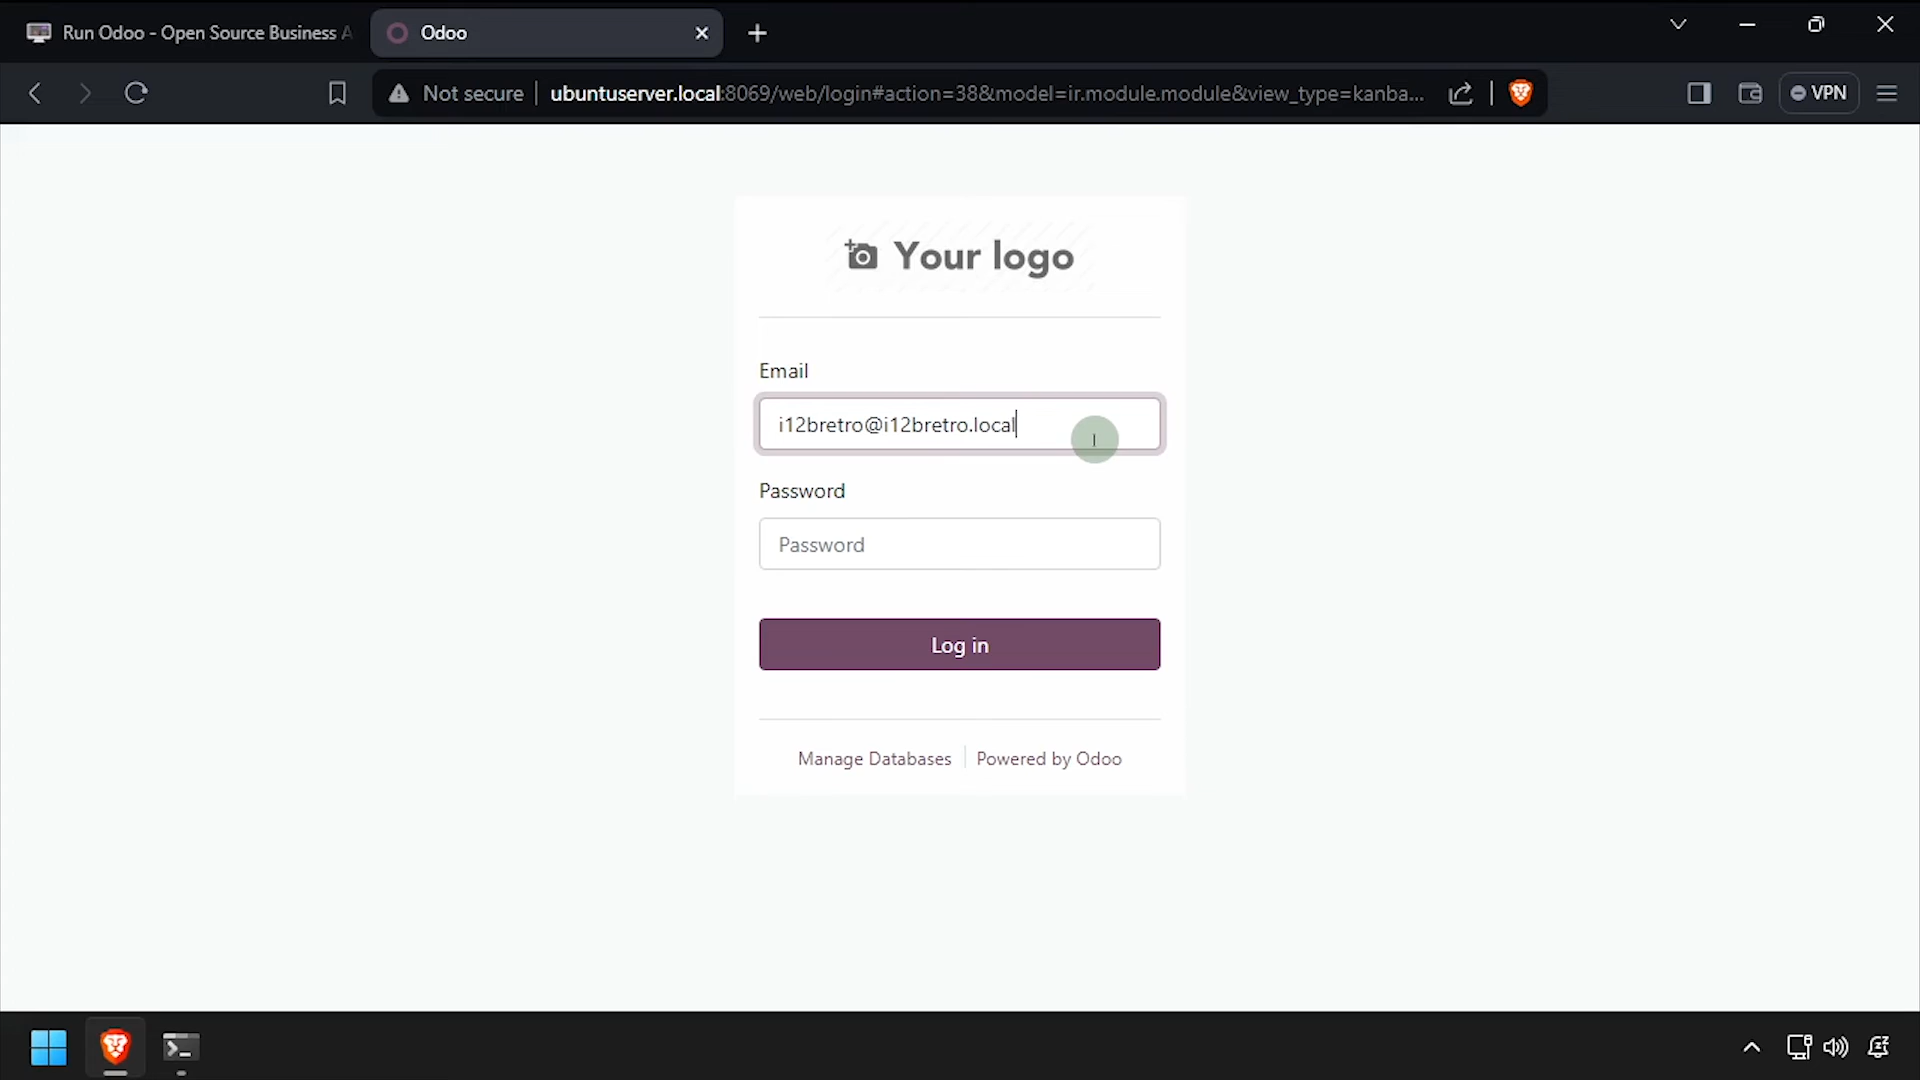 Run Odoo - Open Source Business A
Odoo
Not secure
ubuntuserver.local:8069/web/login#action=38&model=ir.module.module&view_type=kanba...
VPN
Your logo
Email
i12bretro@i12bretro.local
Password
Password
Log in
Manage Databases
Powered by Odoo